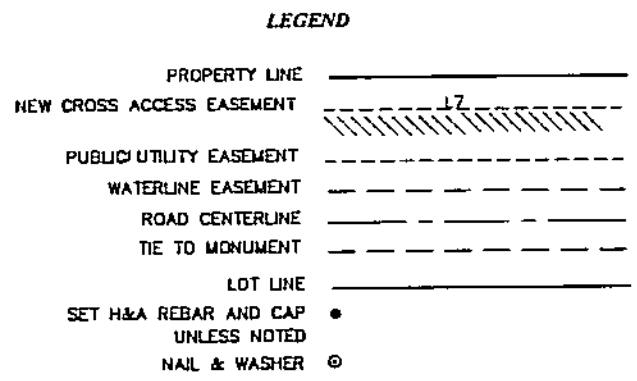 LEGEND
PROPERTY LINE
NEW CROSS ACCESS EASEMENT
17
PUBLIC/UTILITY EASEMENT
WATERLINE EASEMENT
ROAD CENTERLINE
TIE TO MONUMENT
LOT LINE
SET H&A REBAR AND CAP
UNLESS NOTED
NAIL & WASHER